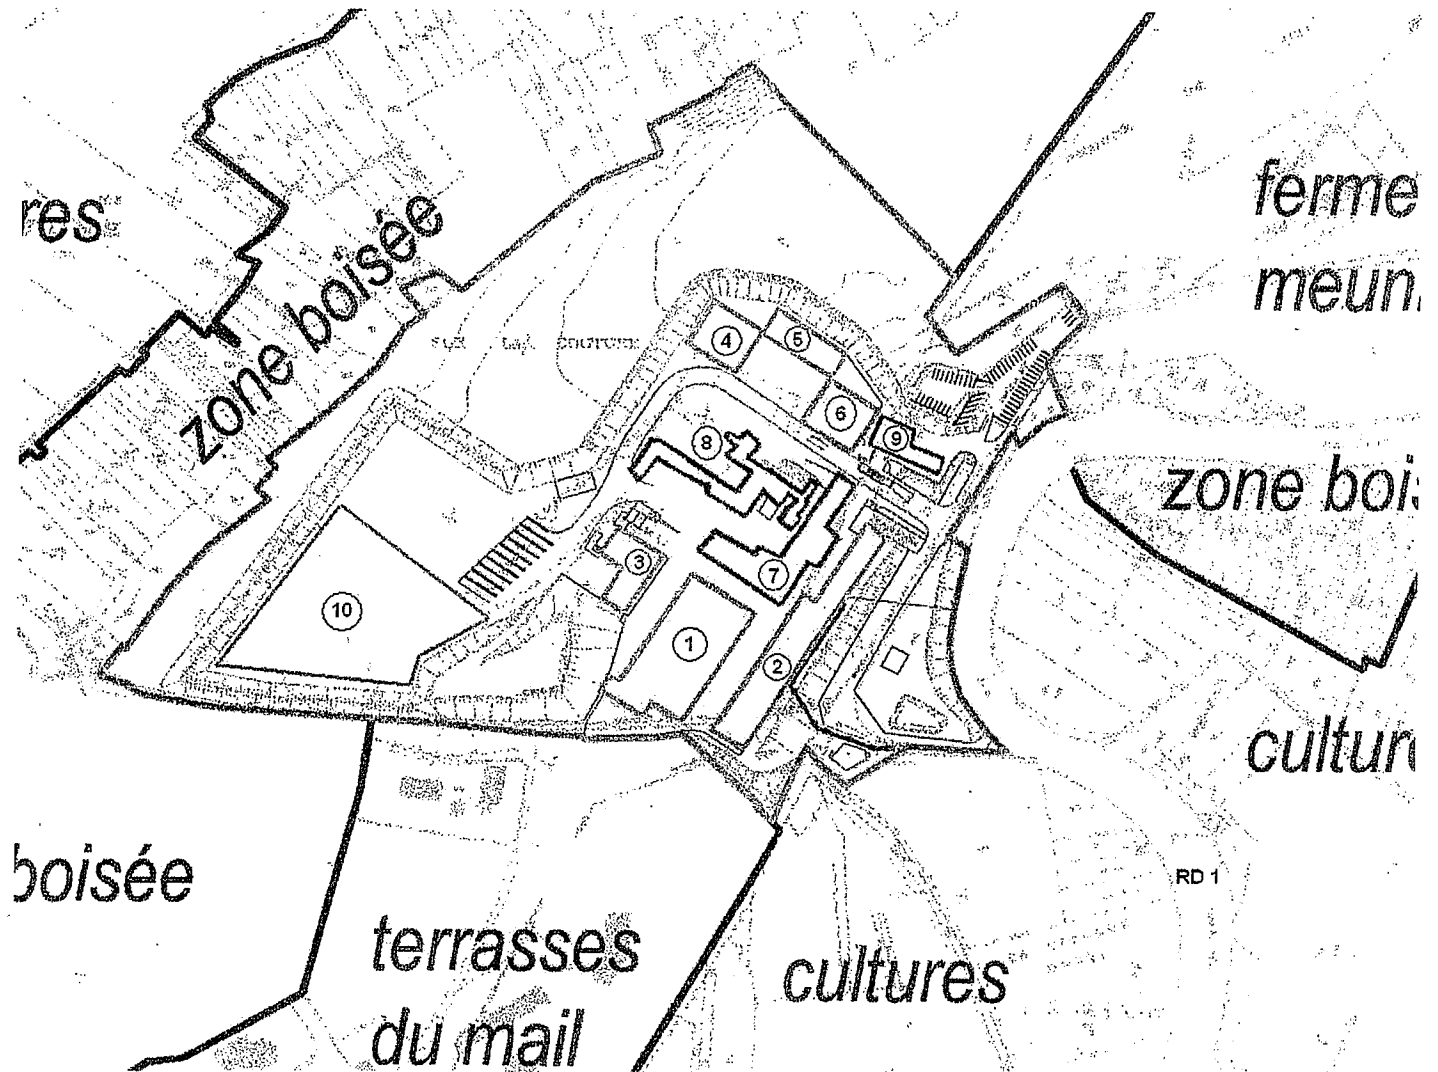 res
ferme
meun
zone boisée
4
5
6
8
9
zone bois
3
7
10
1
2
cultur
boisée
RD 1
terrasses
du mail
cultures